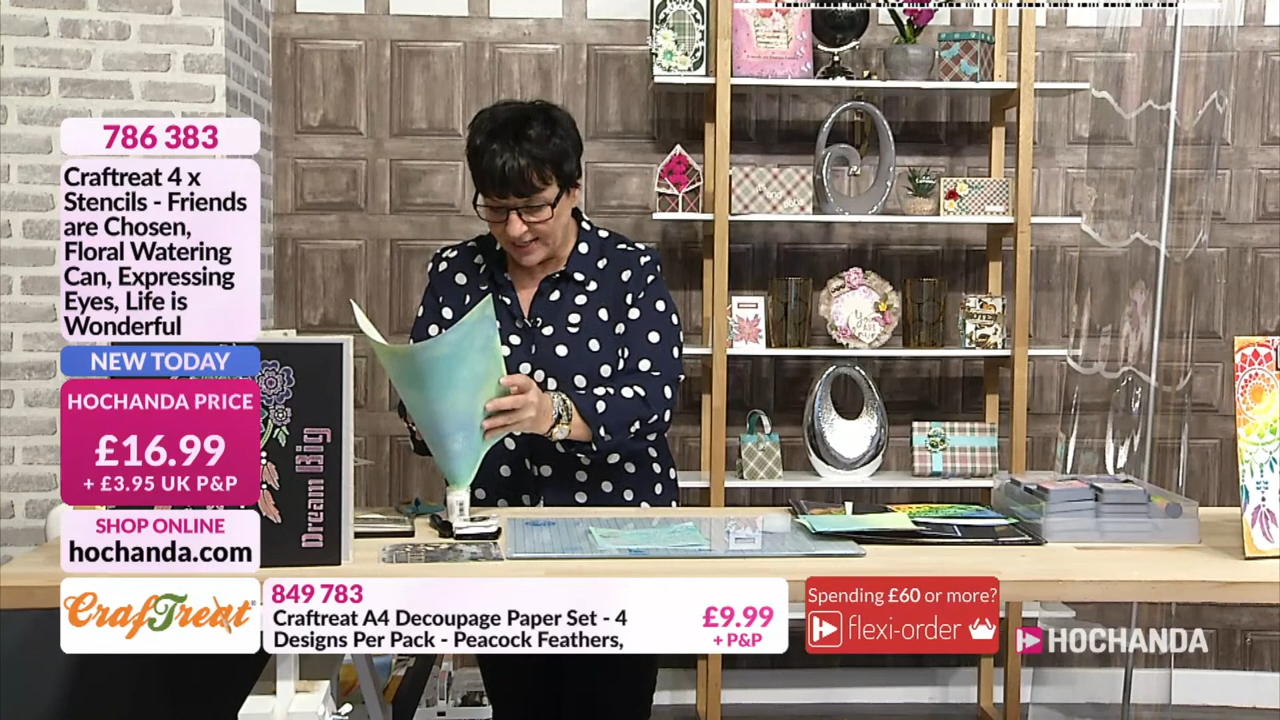 786 383
Craftreat 4 x
Stencils - Friends
are Chosen,
Floral Watering
Can, Expressing
Eyes, Life is
Wonderful
NEW TODAY
HOCHANDA PRICE
£16.99
+ £3.95 UK P&P
SHOP ONLINE
hochanda.com
Dream Big
CrafTreat
849 783
Craftreat A4 Decoupage Paper Set - 4
Designs Per Pack - Peacock Feathers,
£9.99
+ P&P
Spending £60 or more?
flexi-order
HOCHANDA